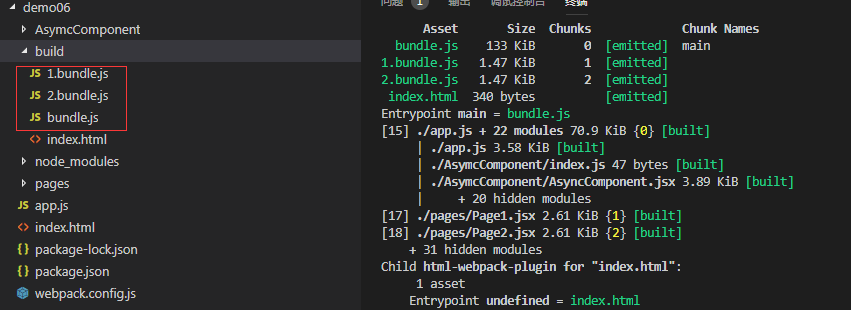 demo06
AsymcComponent
build
JS 1.bundle.js
JS 2.bundle.js
JS bundle.js
<> index.html
node_modules
pages
JS app.js
<> index.html
{} package-lock.json
{} package.json
webpack.config.js
问题 1 输出 调试控制台 终端
Asset Size Chunks Chunk Names
bundle.js 133 KiB 0 [emitted] main
1.bundle.js 1.47 KiB 1 [emitted]
2.bundle.js 1.47 KiB 2 [emitted]
index.html 340 bytes [emitted]
Entrypoint main = bundle.js
[15] ./app.js + 22 modules 70.9 KiB {0} [built]
| ./app.js 3.58 KiB [built]
| ./AsymcComponent/index.js 47 bytes [built]
| ./AsymcComponent/AsyncComponent.jsx 3.89 KiB [built]
| + 20 hidden modules
[17] ./pages/Page1.jsx 2.61 KiB {1} [built]
[18] ./pages/Page2.jsx 2.61 KiB {2} [built]
+ 31 hidden modules
Child html-webpack-plugin for "index.html":
1 asset
Entrypoint undefined = index.html